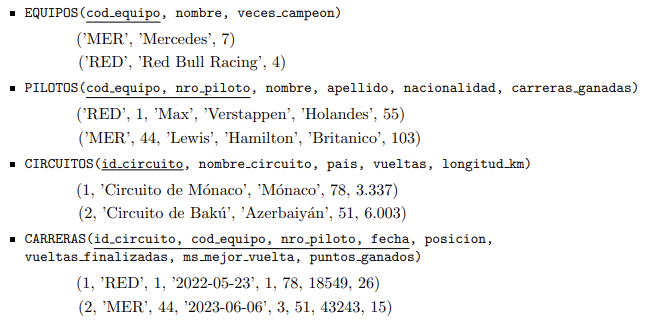 ▪ EQUIPOS(cod_equipo, nombre, veces_campeon)
('MER', 'Mercedes', 7)
('RED', 'Red Bull Racing', 4)
▪ PILOTOS(cod_equipo, nro_piloto, nombre, apellido, nacionalidad, carreras_ganadas)
('RED', 1, 'Max', 'Verstappen', 'Holandes', 55)
('MER', 44, 'Lewis', 'Hamilton', 'Britanico', 103)
▪ CIRCUITOS(id_circuito, nombre_circuito, pais, vueltas, longitud_km)
(1, 'Circuito de Mónaco', 'Mónaco', 78, 3.337)
(2, 'Circuito de Bakú', 'Azerbaiyán', 51, 6.003)
▪ CARRERAS(id_circuito, cod_equipo, nro_piloto, fecha, posicion,
vueltas_finalizadas, ms_mejor_vuelta, puntos_ganados)
(1, 'RED', 1, '2022-05-23', 1, 78, 18549, 26)
(2, 'MER', 44, '2023-06-06', 3, 51, 43243, 15)